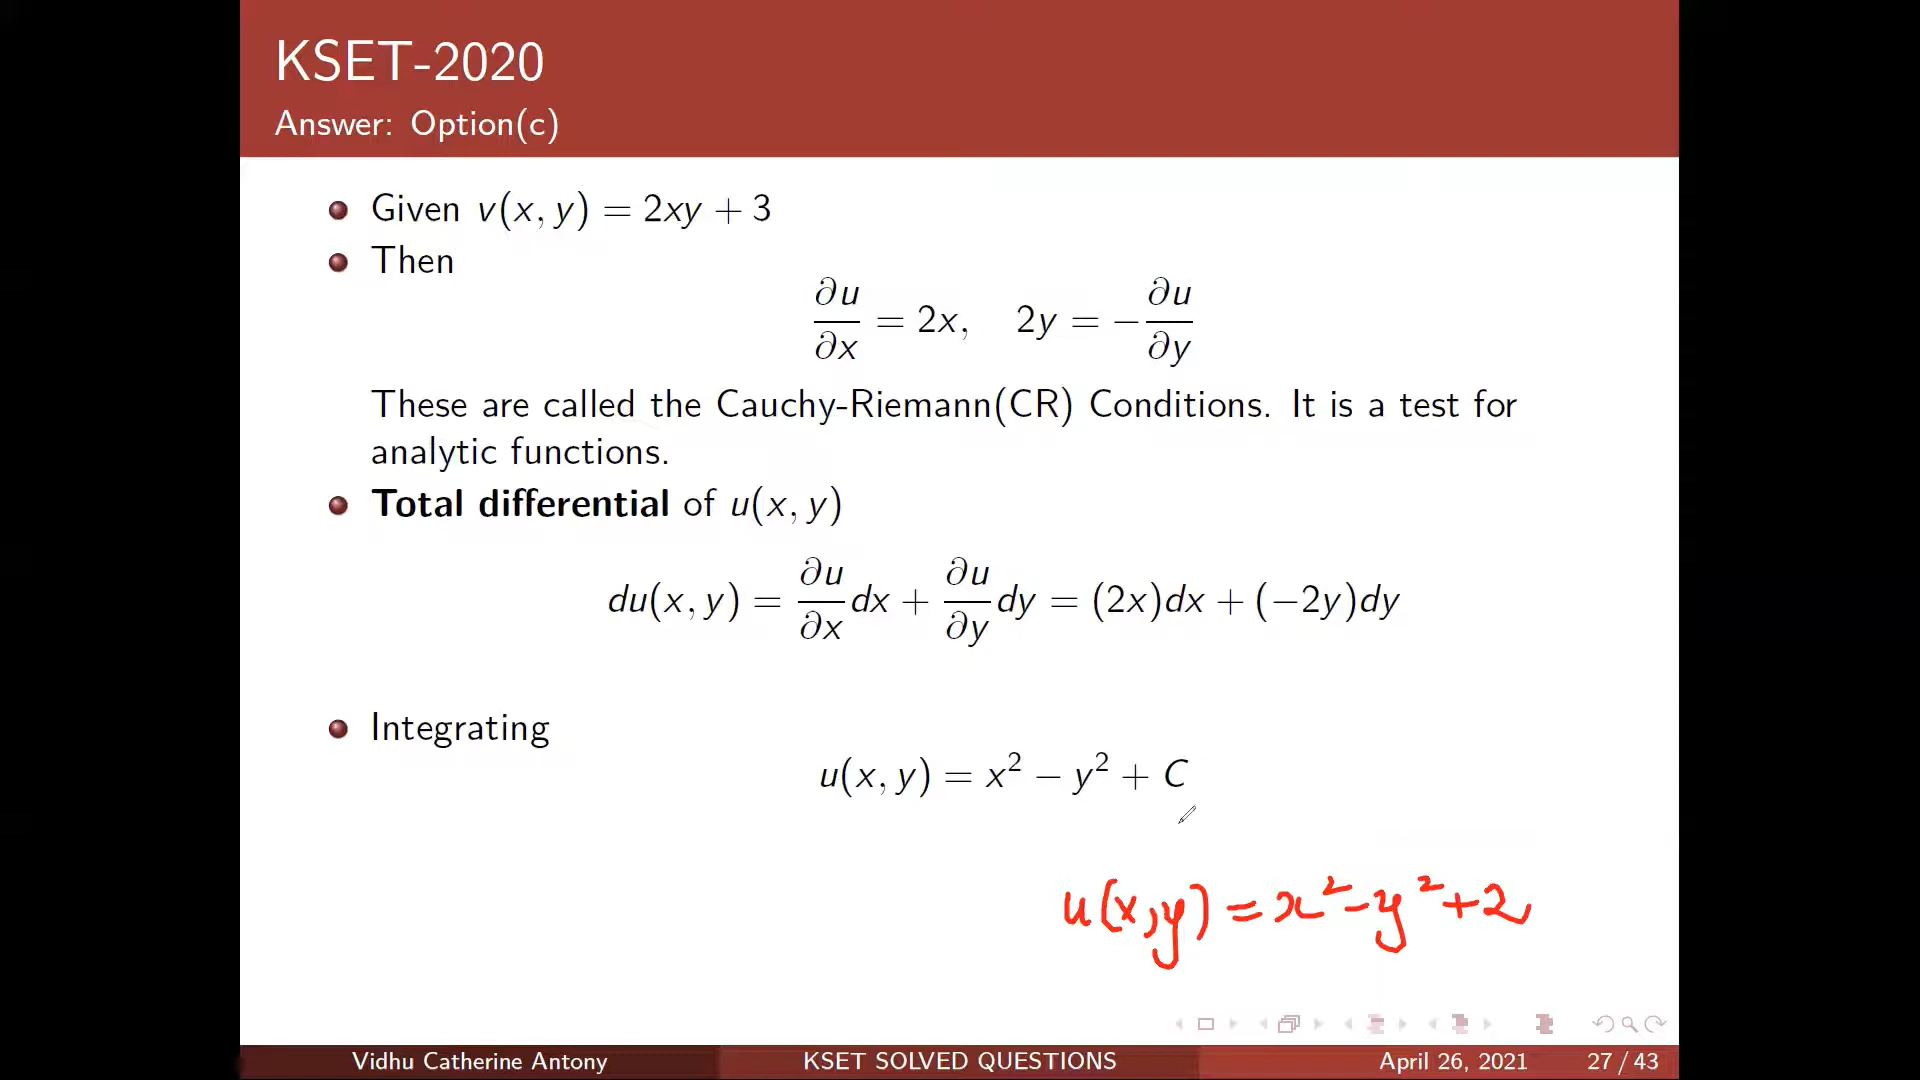 KSET-2020
Answer: Option(c)
Given v(x, y) = 2xy + 3
Then
∂u/∂x = 2x, 2y = −∂u/∂y
These are called the Cauchy-Riemann(CR) Conditions. It is a test for
analytic functions.
Total differential of u(x, y)
du(x, y) = ∂u/∂x dx + ∂u/∂y dy = (2x)dx + (−2y)dy
Integrating
u(x, y) = x² − y² + C
u(x,y) = x² − y² + 2
Vidhu Catherine Antony KSET SOLVED QUESTIONS April 26, 2021 27 / 43